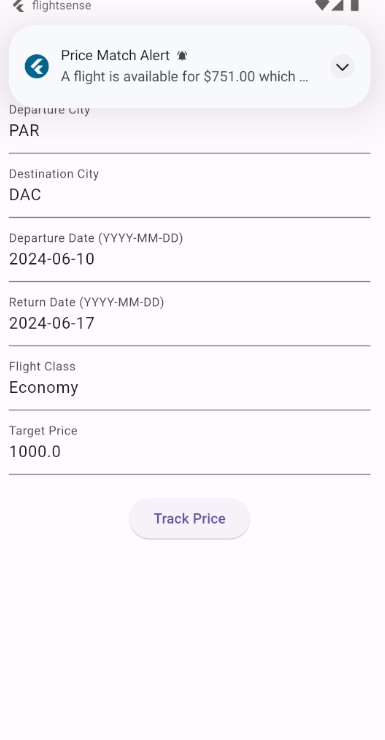 flightsense
Price Match Alert
A flight is available for $751.00 which ...
Departure City
PAR
Destination City
DAC
Departure Date (YYYY-MM-DD)
2024-06-10
Return Date (YYYY-MM-DD)
2024-06-17
Flight Class
Economy
Target Price
1000.0
Track Price